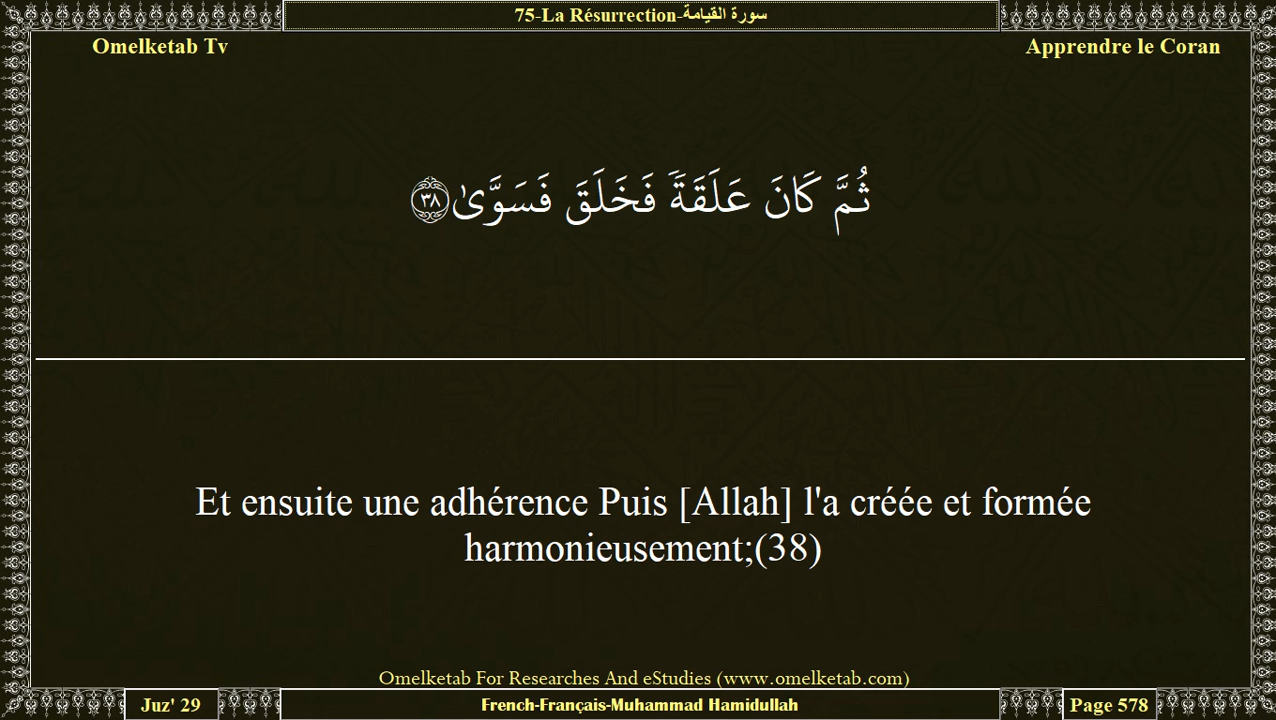 75-La Résurrection-سورة القيامة
Omelketab Tv
Apprendre le Coran
ثُمَّ كَانَ عَلَقَةً فَخَلَقَ فَسَوَّىٰ ٣٨
Et ensuite une adhérence Puis [Allah] l'a créée et formée
harmonieusement;(38)
Omelketab For Researches And eStudies (www.omelketab.com)
Juz' 29
French-Français-Muhammad Hamidullah
Page 578